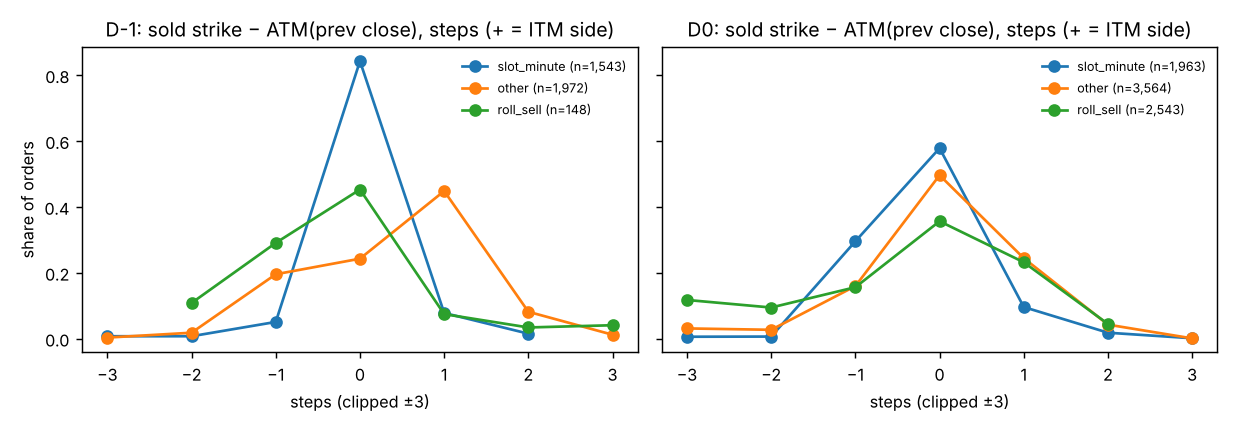 D-1: sold strike − ATM(prev close), steps (+ = ITM side)
share of orders
0.8
0.6
0.4
0.2
0.0
slot_minute (n=1,543)
other (n=1,972)
roll_sell (n=148)
−3 −2 −1 0 1 2 3
steps (clipped ±3)
D0: sold strike − ATM(prev close), steps (+ = ITM side)
slot_minute (n=1,963)
other (n=3,564)
roll_sell (n=2,543)
−3 −2 −1 0 1 2 3
steps (clipped ±3)